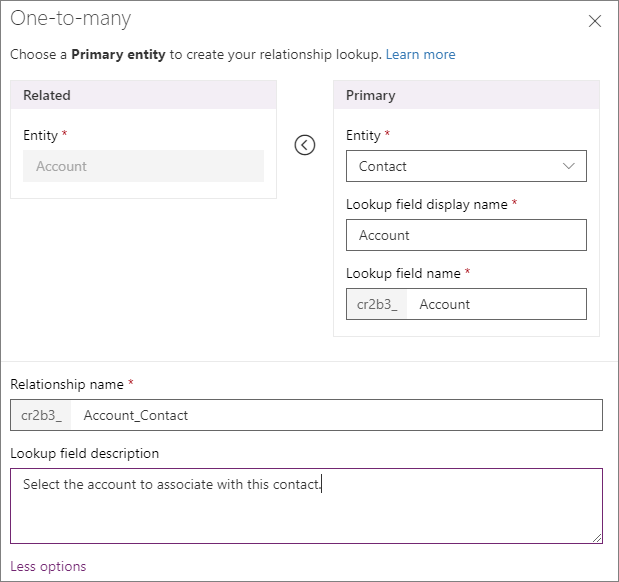 One-to-many
Choose a Primary entity to create your relationship lookup. Learn more
Related
Entity *
Account
Primary
Entity *
Contact
Lookup field display name *
Account
Lookup field name *
cr2b3_ Account
Relationship name *
cr2b3_ Account_Contact
Lookup field description
Select the account to associate with this contact.
Less options